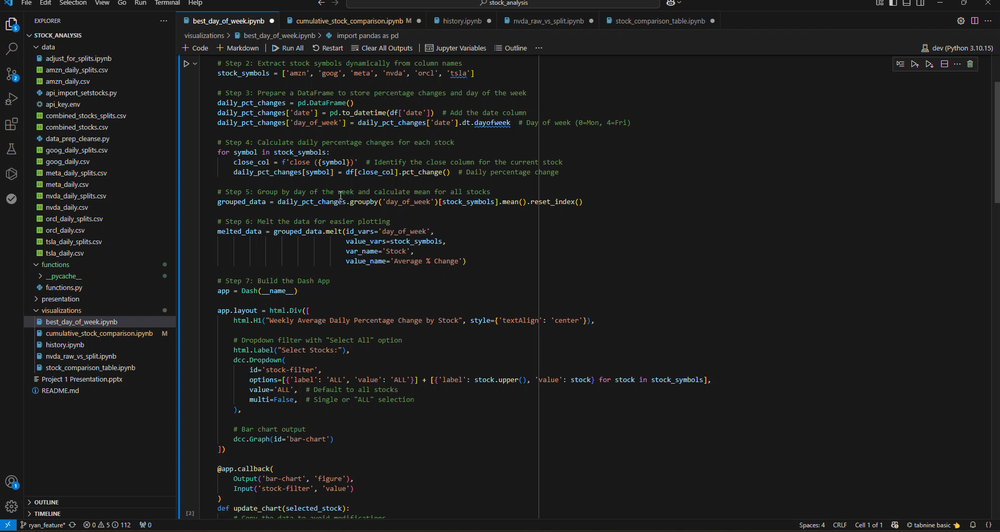 File Edit Selection View Go Run Terminal Help
stock_analysis
EXPLORER
best_day_of_week.ipynb
cumulative_stock_comparison.ipynb M
history.ipynb
nvda_raw_vs_split.ipynb
stock_comparison_table.ipynb
STOCK_ANALYSIS
visualizations > best_day_of_week.ipynb > import pandas as pd
+ Code + Markdown Run All Restart Clear All Outputs Jupyter Variables Outline ...
dev (Python 3.10.15)
5
2
1
data
adjust_for_splits.ipynb
amzn_daily_splits.csv
amzn_daily.csv
api_import_setstocks.py
api_key.env
combined_stocks_splits.csv
combined_stocks.csv
data_prep_cleanse.py
goog_daily_splits.csv
goog_daily.csv
meta_daily_splits.csv
meta_daily.csv
nvda_daily_splits.csv
nvda_daily.csv
orcl_daily_splits.csv
orcl_daily.csv
tsla_daily_splits.csv
tsla_daily.csv
functions
__pycache__
functions.py
presentation
visualizations
best_day_of_week.ipynb
cumulative_stock_comparison.ipynb M
history.ipynb
nvda_raw_vs_split.ipynb
stock_comparison_table.ipynb
Project 1 Presentation.pptx
README.md
OUTLINE
TIMELINE
# Step 2: Extract stock symbols dynamically from column names
stock_symbols = ['amzn', 'goog', 'meta', 'nvda', 'orcl', 'tsla']
# Step 3: Prepare a DataFrame to store percentage changes and day of the week
daily_pct_changes = pd.DataFrame()
daily_pct_changes['date'] = pd.to_datetime(df['date']) # Add the date column
daily_pct_changes['day_of_week'] = daily_pct_changes['date'].dt.dayofweek # Day of week (0=Mon, 4=Fri)
# Step 4: Calculate daily percentage changes for each stock
for symbol in stock_symbols:
close_col = f'close ({symbol})' # Identify the close column for the current stock
daily_pct_changes[symbol] = df[close_col].pct_change() # Daily percentage change
# Step 5: Group by day of the week and calculate mean for all stocks
grouped_data = daily_pct_changes.groupby('day_of_week')[stock_symbols].mean().reset_index()
# Step 6: Melt the data for easier plotting
melted_data = grouped_data.melt(id_vars='day_of_week',
value_vars=stock_symbols,
var_name='Stock',
value_name='Average % Change')
# Step 7: Build the Dash App
app = Dash(__name__)
app.layout = html.Div([
html.H1("Weekly Average Daily Percentage Change by Stock", style={'textAlign': 'center'}),
# Dropdown filter with "Select All" option
html.Label("Select Stocks:"),
dcc.Dropdown(
id='stock-filter',
options=[{'label': 'ALL', 'value': 'ALL'}] + [{'label': stock.upper(), 'value': stock} for stock in stock_symbols],
value='ALL', # Default to all stocks
multi=False, # Single or "ALL" selection
),
# Bar chart output
dcc.Graph(id='bar-chart')
])
@app.callback(
Output('bar-chart', 'figure'),
Input('stock-filter', 'value')
)
def update_chart(selected_stock):
# Copy the data to avoid modifications
[2]
ryan_feature* 0 5 112 0
Spaces: 4 CRLF Cell 1 of 1 tabnine basic {}